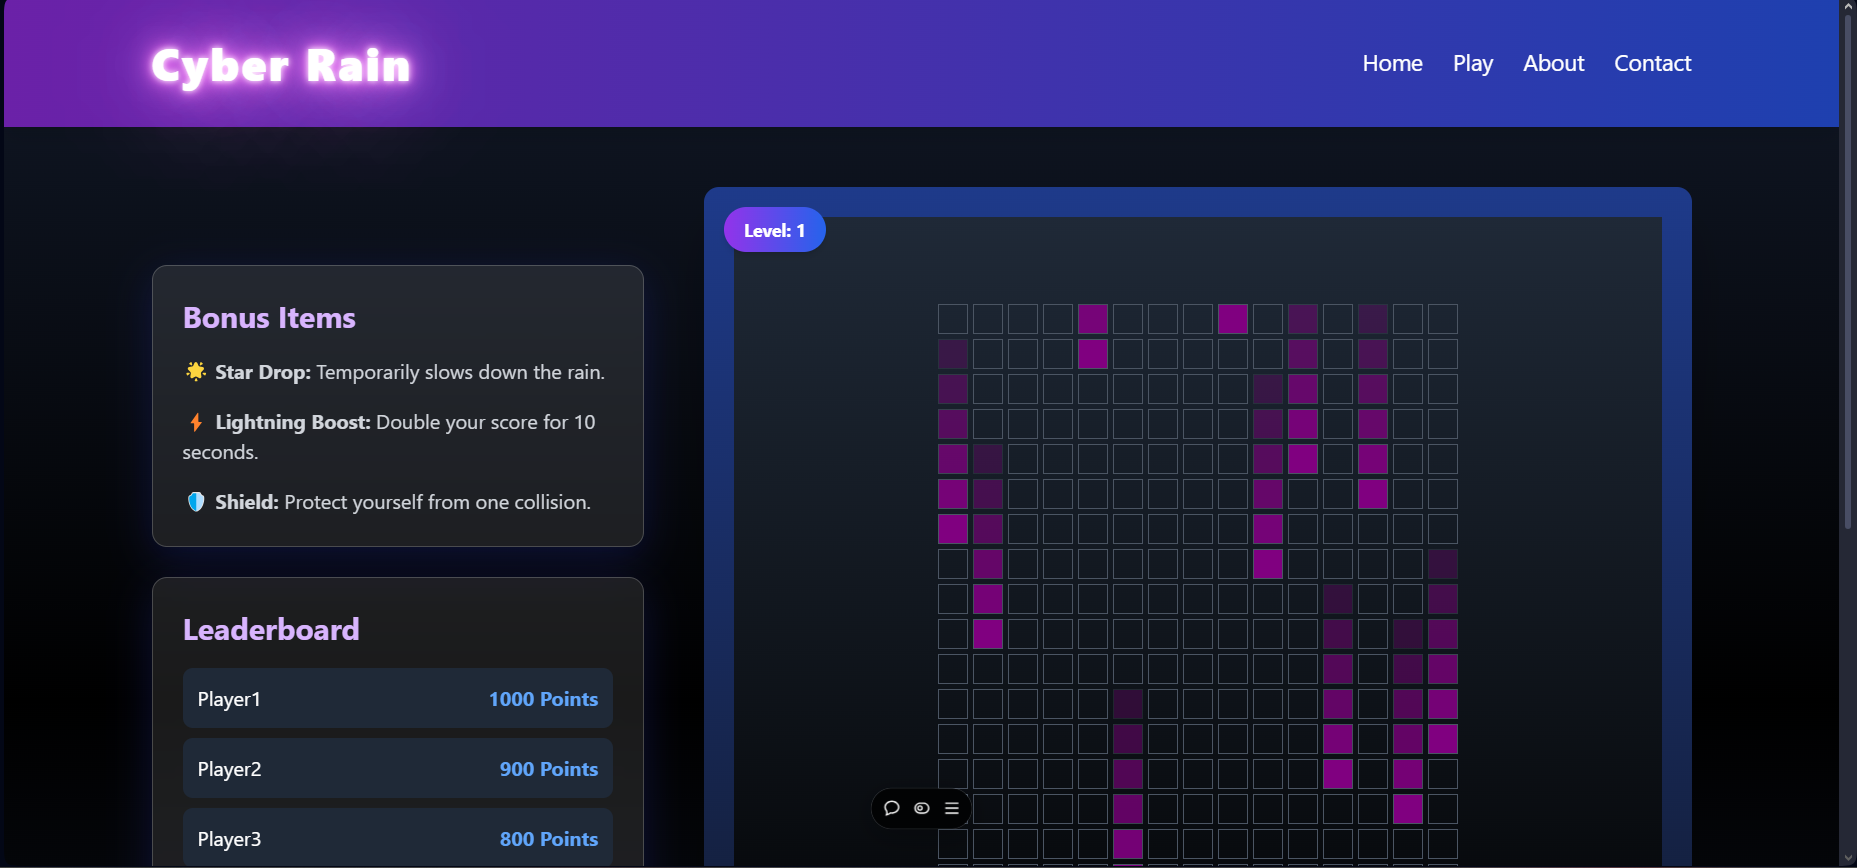 Cyber Rain
Home Play About Contact
Level: 1
Bonus Items
Star Drop: Temporarily slows down the rain.
Lightning Boost: Double your score for 10
seconds.
Shield: Protect yourself from one collision.
Leaderboard
Player1 1000 Points
Player2 900 Points
Player3 800 Points